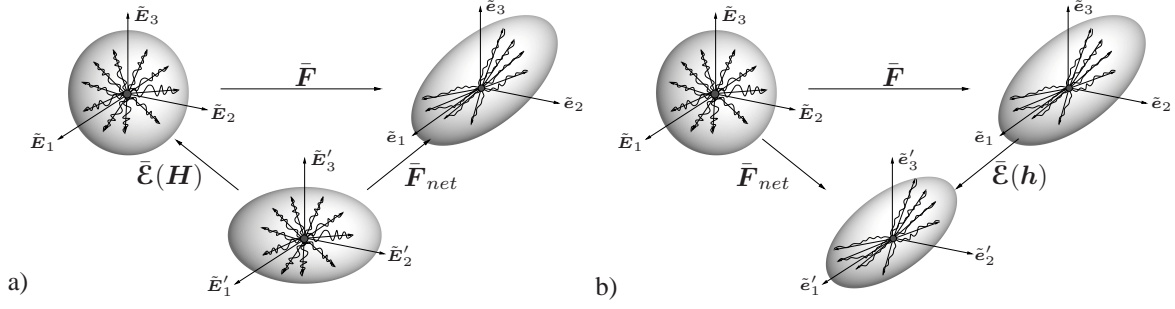 Ẽ₃
F̄
ẽ₃
Ẽ₂
Ẽ₁
ẽ₂
ẽ₁
Ē(H)
F̄net
Ẽ′₃
Ẽ′₂
Ẽ′₁
a)
Ẽ₃
F̄
ẽ₃
Ẽ₂
Ẽ₁
ẽ₂
ẽ₁
F̄net
Ē(h)
ẽ′₃
ẽ′₂
ẽ′₁
b)